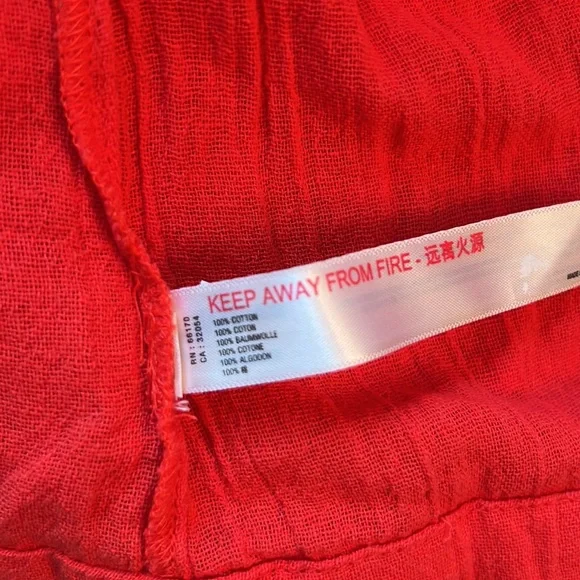 KEEP AWAY FROM FIRE - 远离火源
RN : 66170
CA : 32054
100% COTTON
100% COTON
100% BAUMWOLLE
100% COTONE
100% ALGODON
100% 棉
MADE